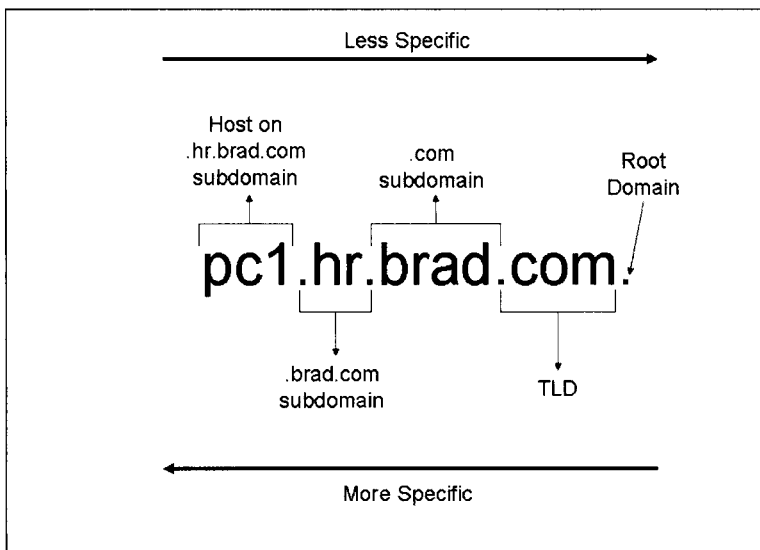 Less Specific
Host on
.hr.brad.com
subdomain
.com
subdomain
Root
Domain
pc1.hr.brad.com.
.brad.com
subdomain
TLD
More Specific